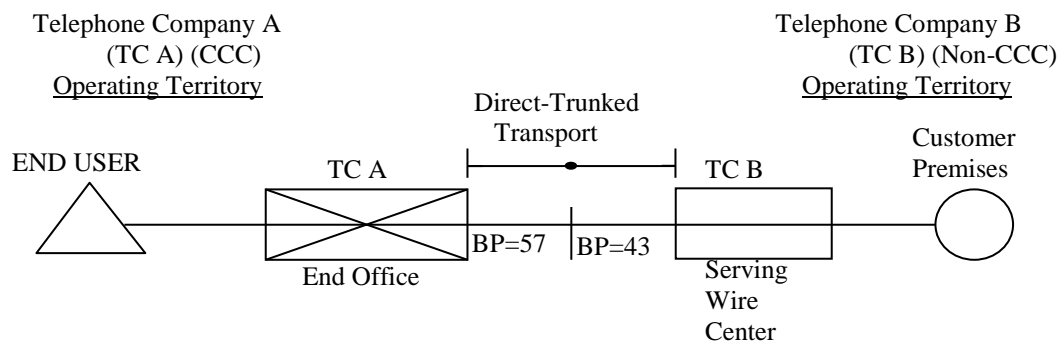 Telephone Company A
(TC A) (CCC)
Operating Territory
Telephone Company B
(TC B) (Non-CCC)
Operating Territory
Direct-Trunked
Transport
END USER
TC A
TC B
Customer
Premises
BP=57
BP=43
End Office
Serving
Wire
Center